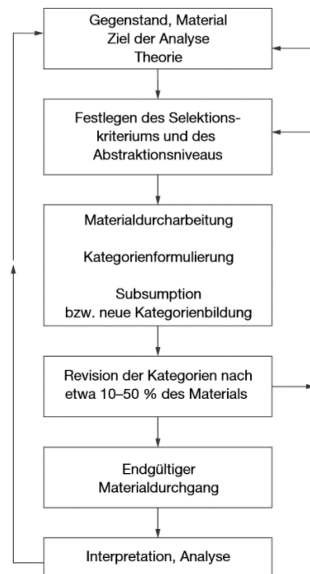 Gegenstand, Material
Ziel der Analyse
Theorie
Festlegen des Selektions-
kriteriums und des
Abstraktionsniveaus
Materialdurcharbeitung
Kategorienformulierung
Subsumption
bzw. neue Kategorienbildung
Revision der Kategorien nach
etwa 10–50 % des Materials
Endgültiger
Materialdurchgang
Interpretation, Analyse